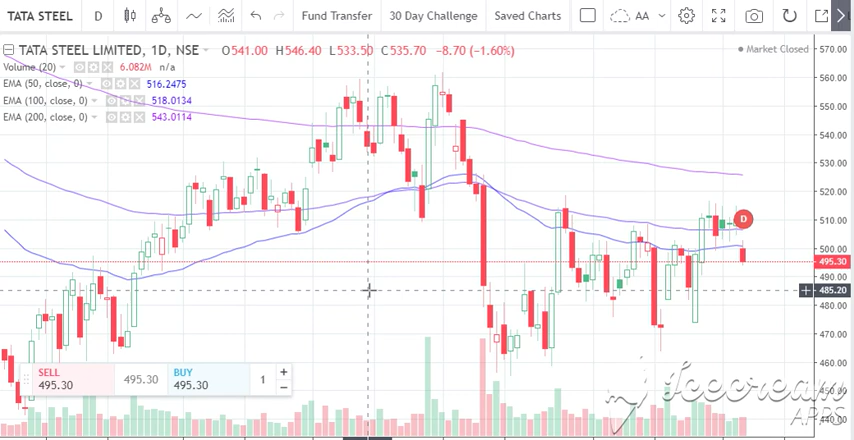 TATA STEEL D AA Fund Transfer 30 Day Challenge Saved Charts
TATA STEEL LIMITED, 1D, NSE O541.00 H546.40 L533.50 C535.70 -8.70 (-1.60%)
Market Closed
Volume (20) 6.082M n/a
EMA (50, close, 0) 516.2475
EMA (100, close, 0) 518.0134
EMA (200, close, 0) 543.0114
570.00
560.00
550.00
540.00
530.00
520.00
510.00
D
500.00
495.30
490.00
485.20
480.00
470.00
460.00
450.00
440.00
SELL
495.30
495.30
BUY
495.30
1
Icecream
APPS